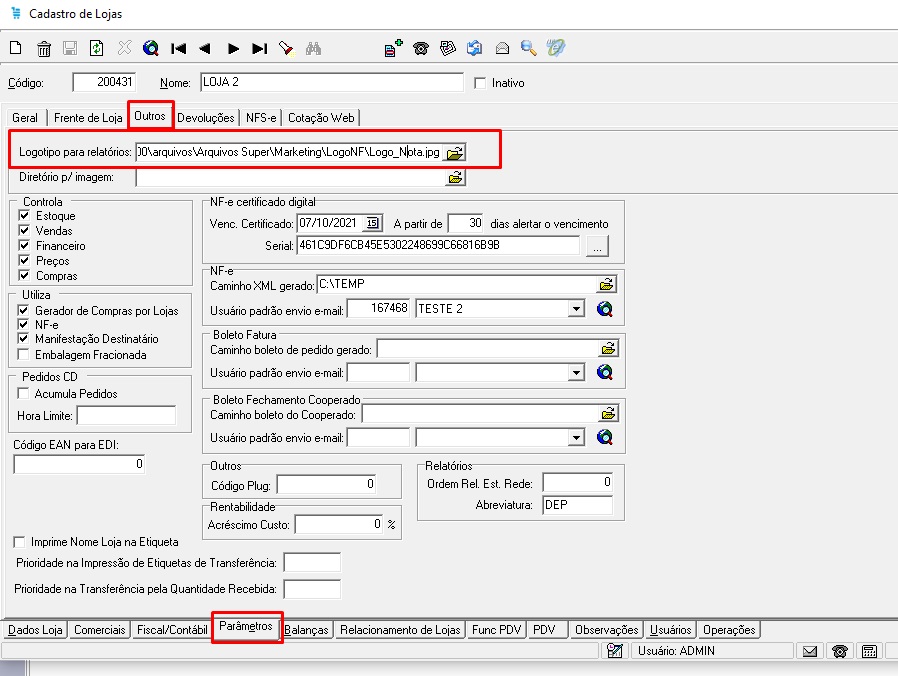 Cadastro de Lojas
Código: 200431 Nome: LOJA 2 Inativo
Geral Frente de Loja Outros Devoluções NFS-e Cotação Web
Logotipo para relatórios: 00\arquivos\Arquivos Super\Marketing\LogoNF\Logo_Nota.jpg
Diretório p/ imagem:
Controla
Estoque
Vendas
Financeiro
Preços
Compras
NF-e certificado digital
Venc. Certificado: 07/10/2021 15 A partir de 30 dias alertar o vencimento
Serial: 461C9DF6CB45E5302248699C66816B9B ...
Utiliza
Gerador de Compras por Lojas
NF-e
Manifestação Destinatário
Embalagem Fracionada
NF-e
Caminho XML gerado: C:\TEMP
Usuário padrão envio e-mail: 167468 TESTE 2
Boleto Fatura
Caminho boleto de pedido gerado:
Usuário padrão envio e-mail:
Pedidos CD
Acumula Pedidos
Hora Limite:
Boleto Fechamento Cooperado
Caminho boleto do Cooperado:
Usuário padrão envio e-mail:
Código EAN para EDI:
0
Outros
Código Plug: 0
Rentabilidade
Acréscimo Custo: 0 %
Relatórios
Ordem Rel. Est. Rede: 0
Abreviatura: DEP
Imprime Nome Loja na Etiqueta
Prioridade na Impressão de Etiquetas de Transferência:
Prioridade na Transferência pela Quantidade Recebida:
Dados Loja Comerciais Fiscal/Contábil Parâmetros Balanças Relacionamento de Lojas Func PDV PDV Observações Usuários Operações
Usuário: ADMIN